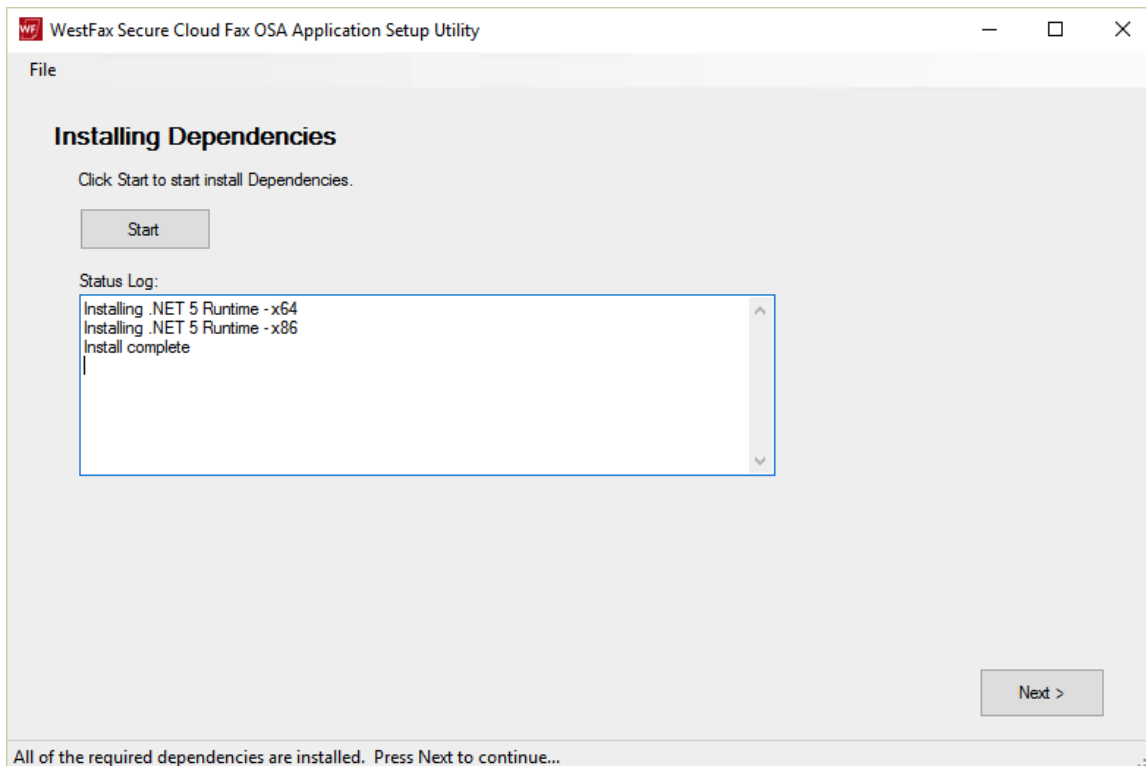 WF WestFax Secure Cloud Fax OSA Application Setup Utility
File
Installing Dependencies
Click Start to start install Dependencies.
Start
Status Log:
Installing .NET 5 Runtime - x64
Installing .NET 5 Runtime - x86
Install complete
Next >
All of the required dependencies are installed.  Press Next to continue...